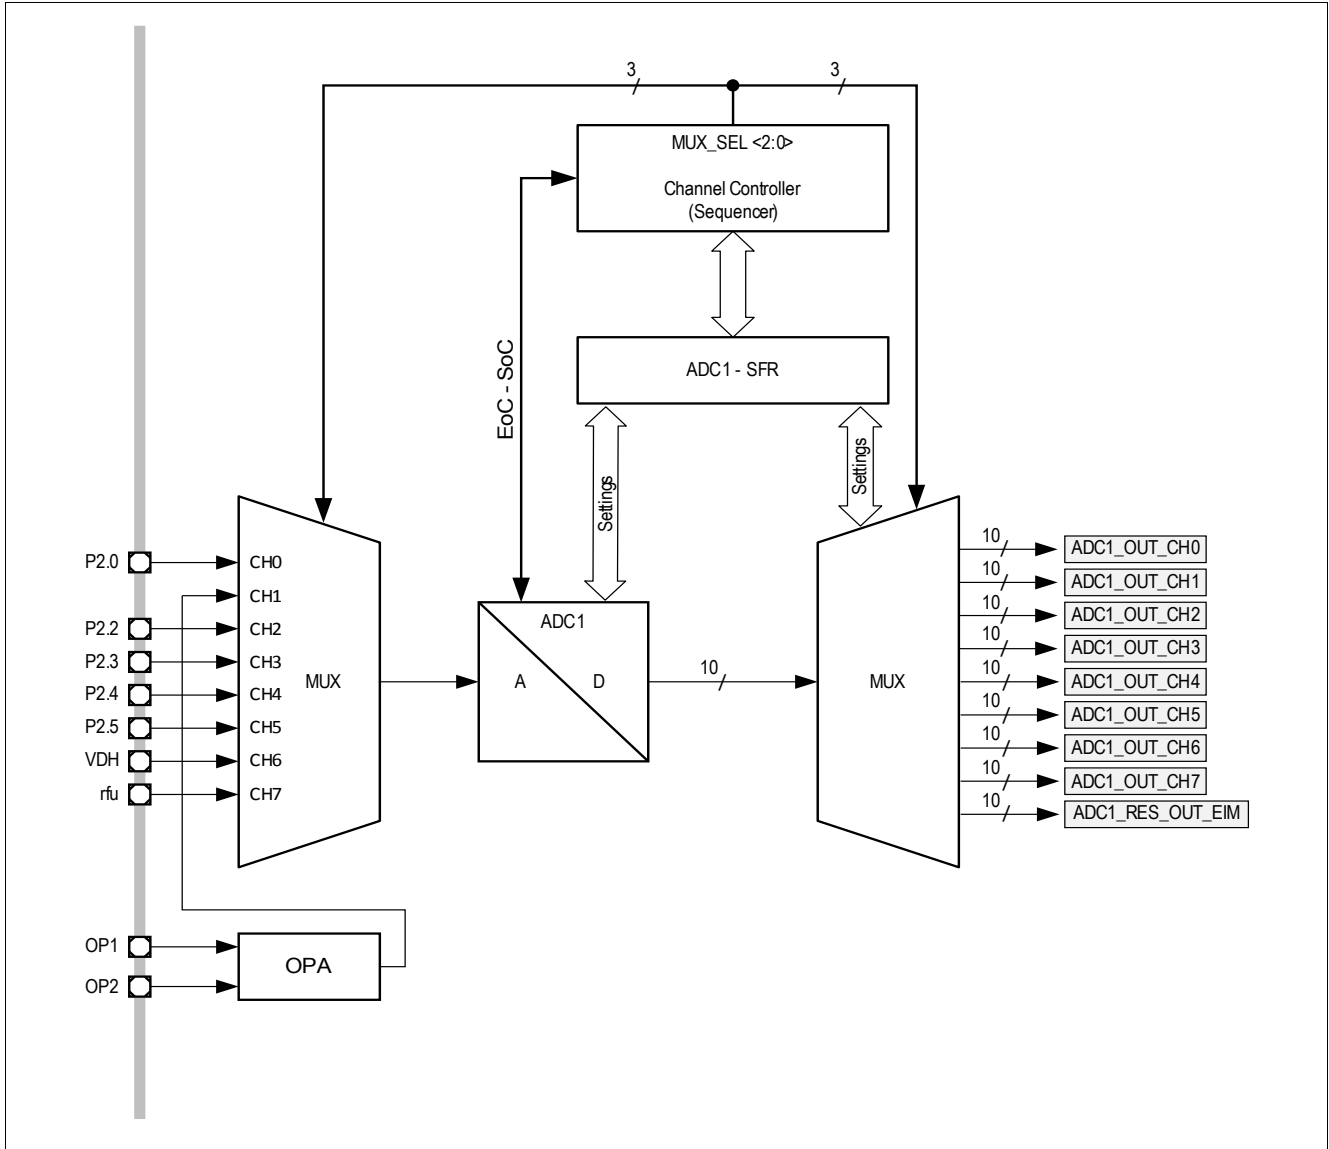 3
3
MUX_SEL <2:0>
Channel Controller
(Sequencer)
EoC - SoC
ADC1 - SFR
Settings
Settings
P2.0
P2.2
P2.3
P2.4
P2.5
VDH
rfu
CH0
CH1
CH2
CH3
CH4
CH5
CH6
CH7
MUX
ADC1
A
D
10
MUX
10
ADC1_OUT_CH0
10
ADC1_OUT_CH1
10
ADC1_OUT_CH2
10
ADC1_OUT_CH3
10
ADC1_OUT_CH4
10
ADC1_OUT_CH5
10
ADC1_OUT_CH6
10
ADC1_OUT_CH7
10
ADC1_RES_OUT_EIM
OP1
OP2
OPA